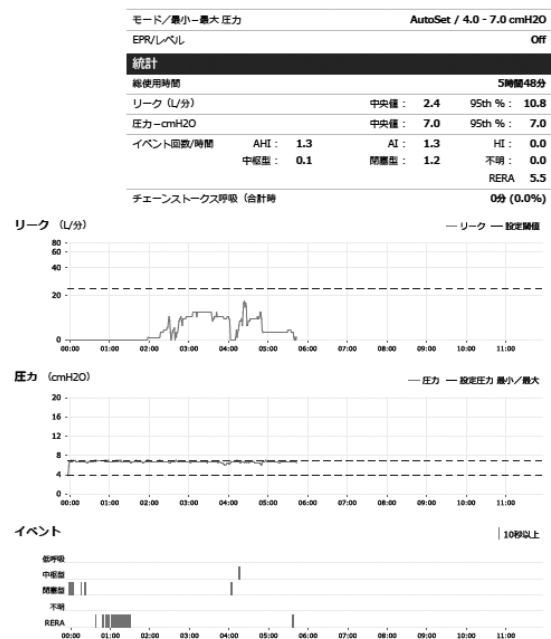 モード／最小－最大 圧力 AutoSet / 4.0 - 7.0 cmH2O
EPR/レベル Off
統計
総使用時間 5時間48分
リーク (L/分) 中央値： 2.4 95th %： 10.8
圧力－cmH2O 中央値： 7.0 95th %： 7.0
イベント回数/時間 AHI： 1.3 AI： 1.3 HI： 0.0
中枢型： 0.1 閉塞型： 1.2 不明： 0.0
RERA 5.5
チェーンストークス呼吸（合計時 0分 (0.0%)
リーク (L/分) リーク 設定閾値
80
60
40
20
0
00:00 01:00 02:00 03:00 04:00 05:00 06:00 07:00 08:00 09:00 10:00 11:00
圧力 (cmH2O) 圧力 設定圧力 最小／最大
20
16
12
8
4
0
00:00 01:00 02:00 03:00 04:00 05:00 06:00 07:00 08:00 09:00 10:00 11:00
イベント 10秒以上
低呼吸
中枢型
閉塞型
不明
RERA
00:00 01:00 02:00 03:00 04:00 05:00 06:00 07:00 08:00 09:00 10:00 11:00